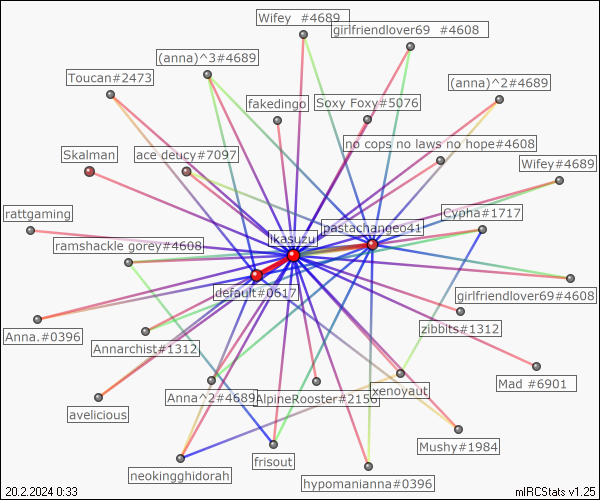 Wifey #4689
girlfriendlover69 #4608
(anna)^3#4689
Toucan#2473
(anna)^2#4689
fakedingo
Soxy Foxy#5076
no cops no laws no hope#4608
Skalman
ace deucy#7097
Wifey#4689
rattgaming
Cypha#1717
pastachangeo41
Ikasuzu
ramshackle gorey#4608
default#0617
girlfriendlover69#4608
zibbits#1312
Anna.#0396
Annarchist#1312
Mad #6901
xenoyaut
Anna^2#4689
AlpineRooster#2150
avelicious
Mushy#1984
frisout
neokingghidorah
hypomanianna#0396
20.2.2024 0:33
mIRCStats v1.25